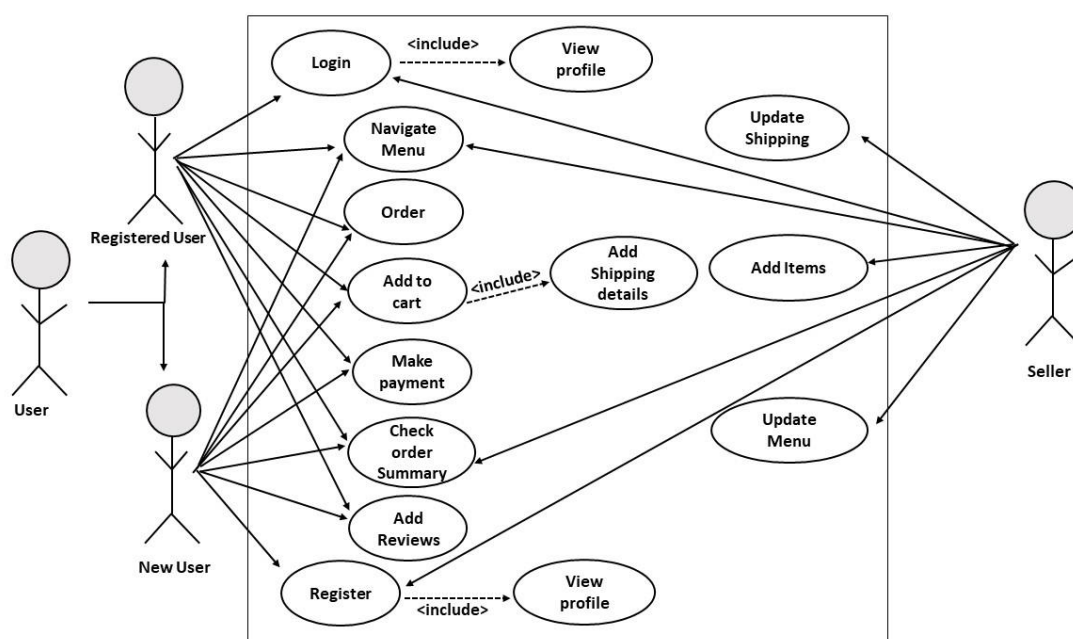 Login
<include>
View
profile
Navigate
Menu
Update
Shipping
Order
Registered User
Add to
cart
<include>
Add
Shipping
details
Add Items
Make
payment
Seller
User
Check
order
Summary
Update
Menu
Add
Reviews
New User
Register
<include>
View
profile